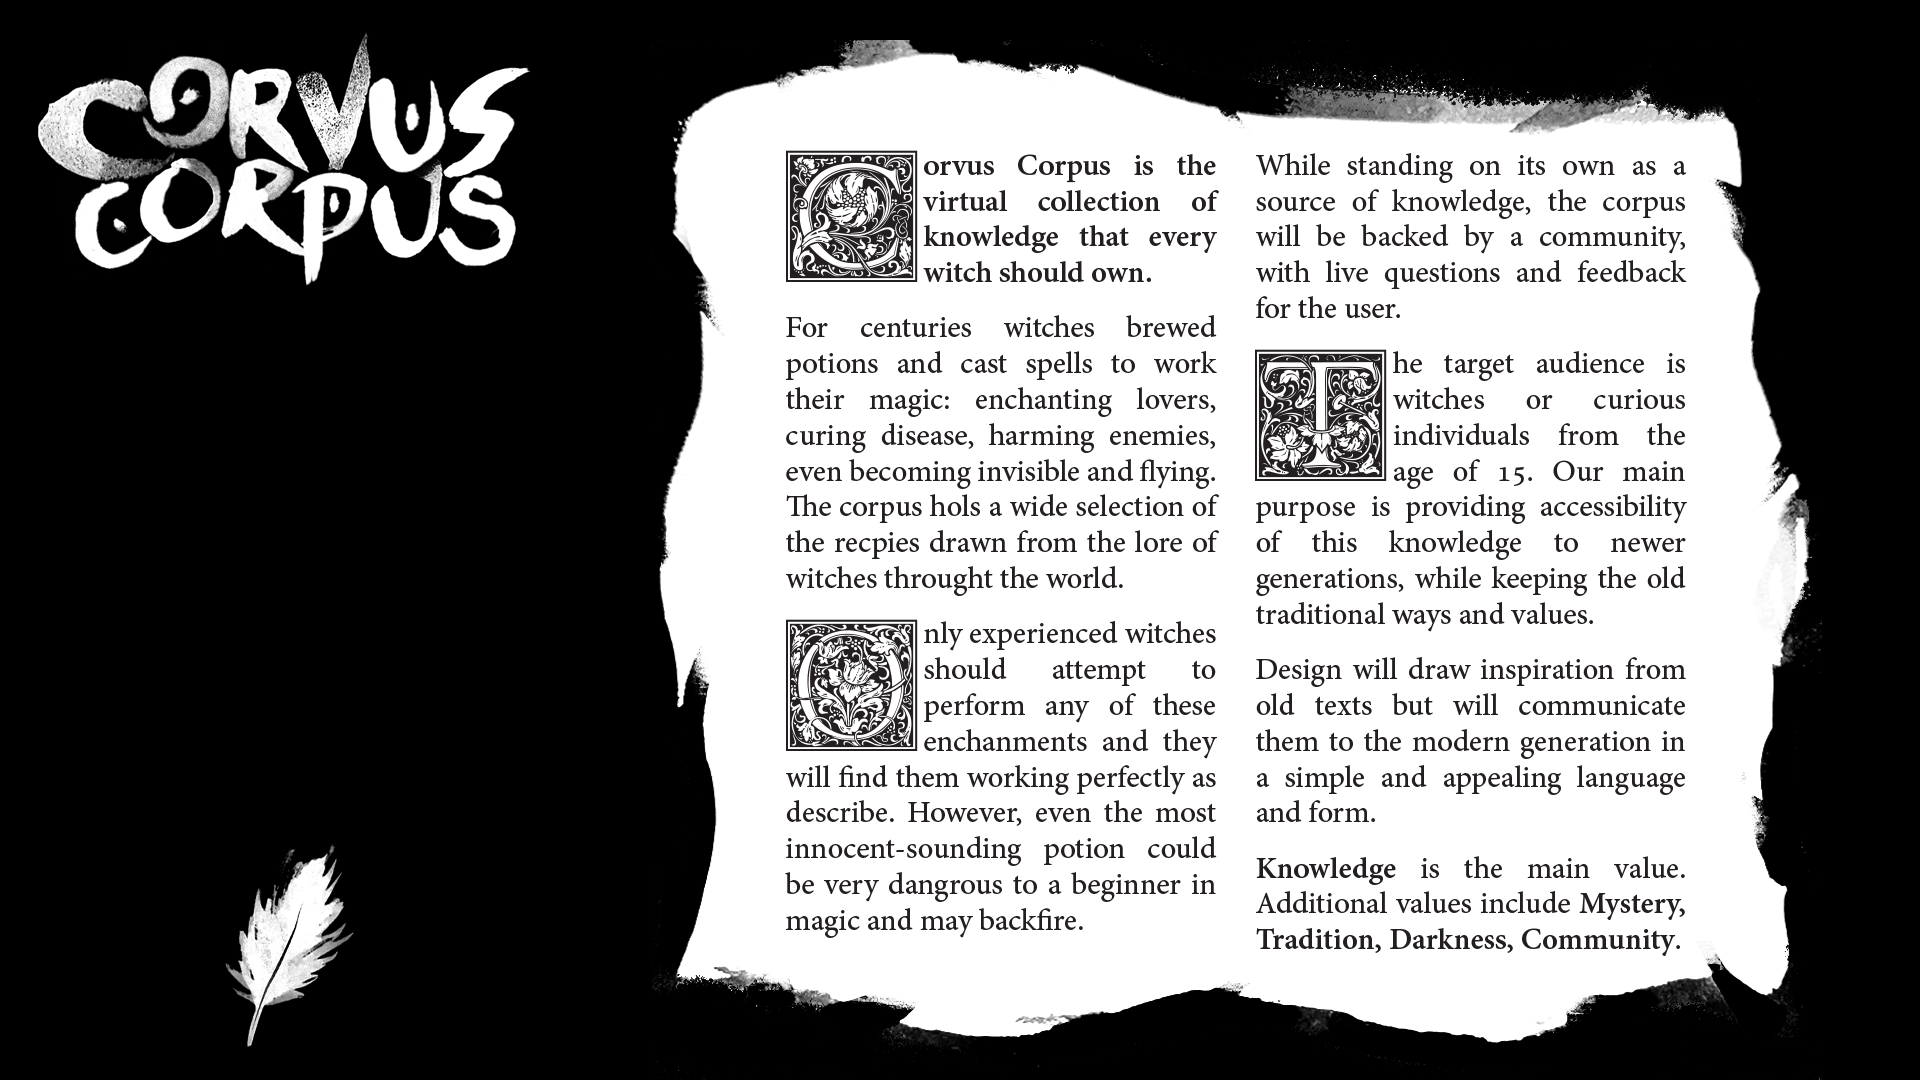 CORVUS
CORPUS
Corvus Corpus is the
virtual collection of
knowledge that every
witch should own.
For centuries witches brewed
potions and cast spells to work
their magic: enchanting lovers,
curing disease, harming enemies,
even becoming invisible and flying.
The corpus hols a wide selection of
the recpies drawn from the lore of
witches throught the world.
Only experienced witches
should attempt to
perform any of these
enchanments and they
will find them working perfectly as
describe. However, even the most
innocent-sounding potion could
be very dangrous to a beginner in
magic and may backfire.
While standing on its own as a
source of knowledge, the corpus
will be backed by a community,
with live questions and feedback
for the user.
The target audience is
witches or curious
individuals from the
age of 15. Our main
purpose is providing accessibility
of this knowledge to newer
generations, while keeping the old
traditional ways and values.
Design will draw inspiration from
old texts but will communicate
them to the modern generation in
a simple and appealing language
and form.
Knowledge is the main value.
Additional values include Mystery,
Tradition, Darkness, Community.